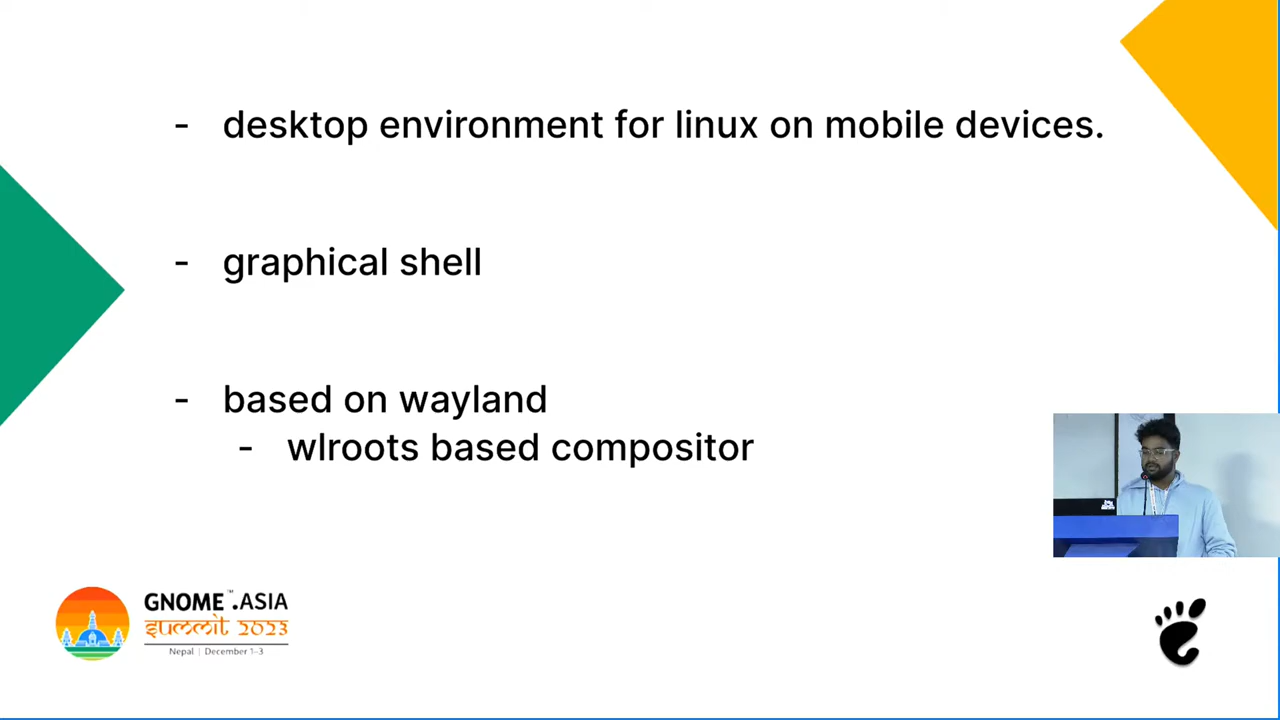 - desktop environment for linux on mobile devices.
- graphical shell
- based on wayland
- wlroots based compositor
GNOME™.ASIA
summit 2023
Nepal | December 1-3